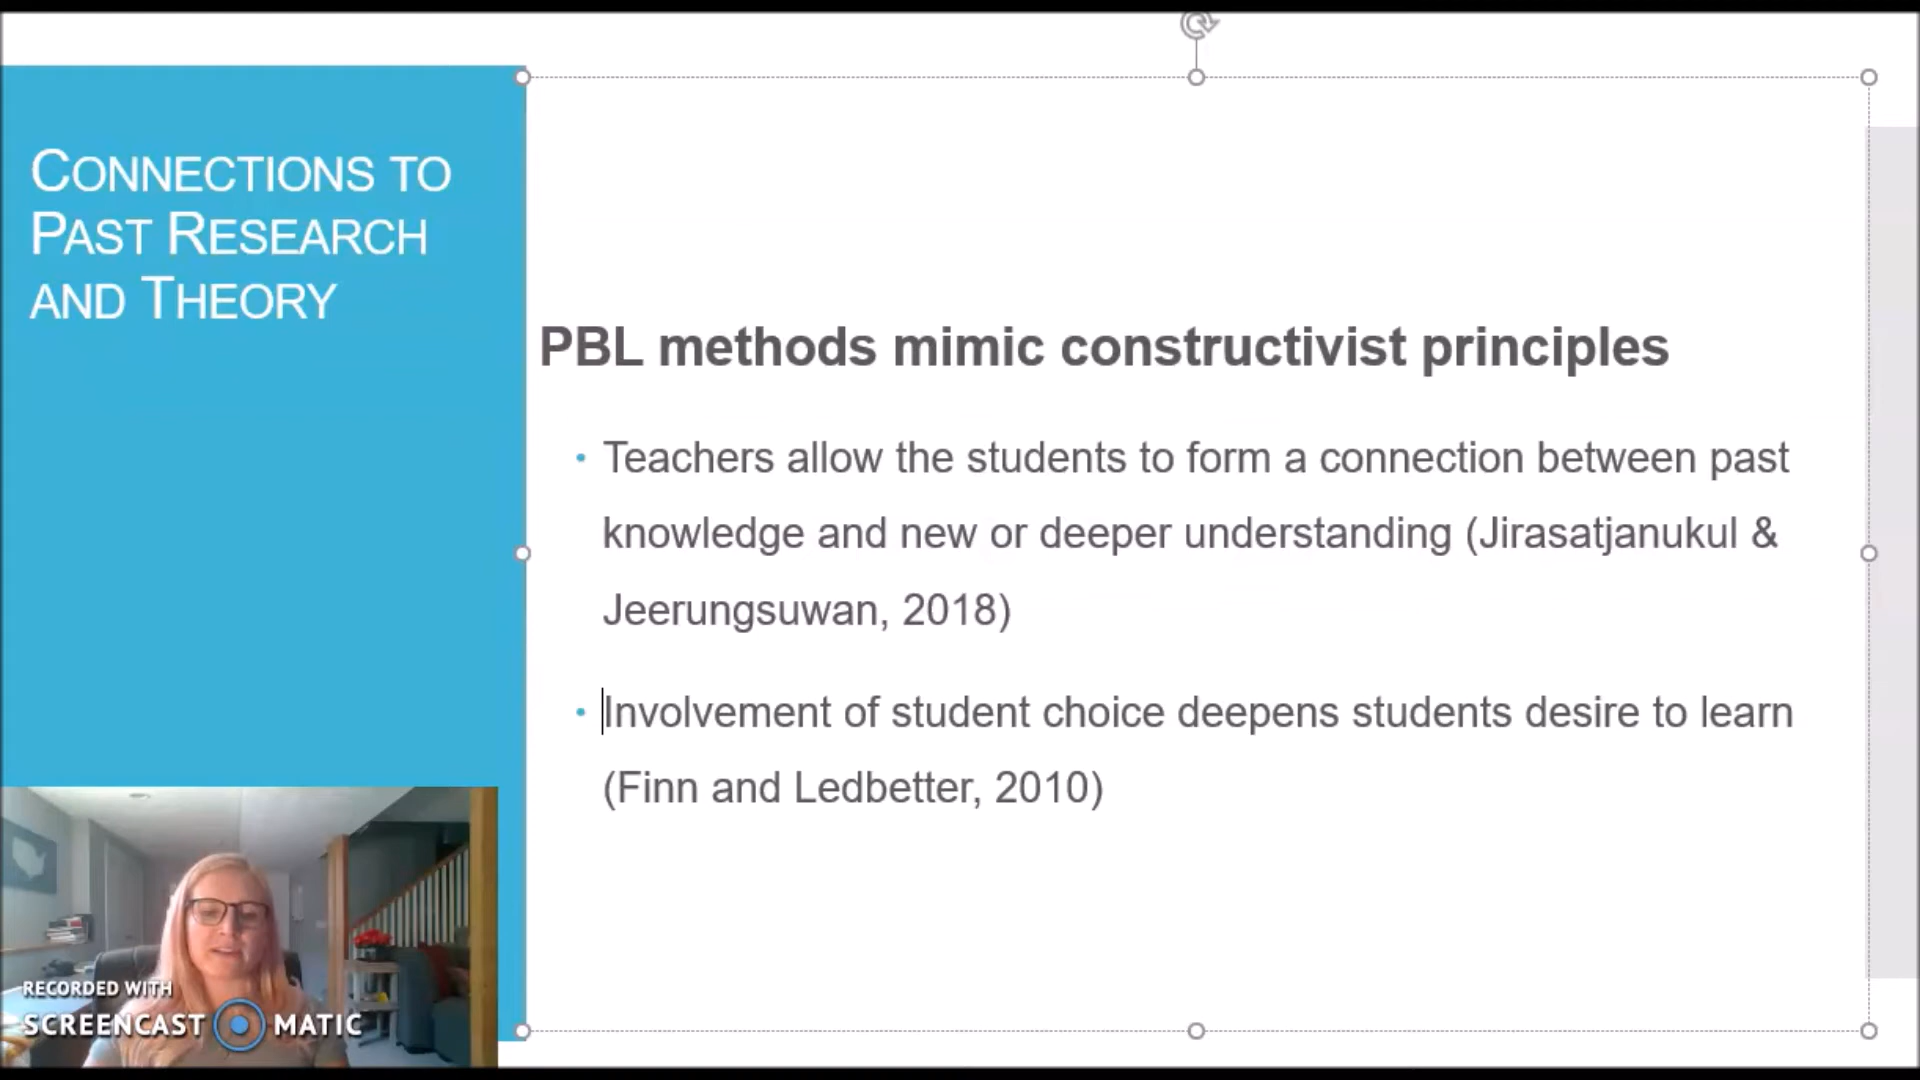 CONNECTIONS TO
PAST RESEARCH
AND THEORY
PBL methods mimic constructivist principles
• Teachers allow the students to form a connection between past
knowledge and new or deeper understanding (Jirasatjanukul &
Jeerungsuwan, 2018)
• Involvement of student choice deepens students desire to learn
(Finn and Ledbetter, 2010)
RECORDED WITH
SCREENCAST MATIC